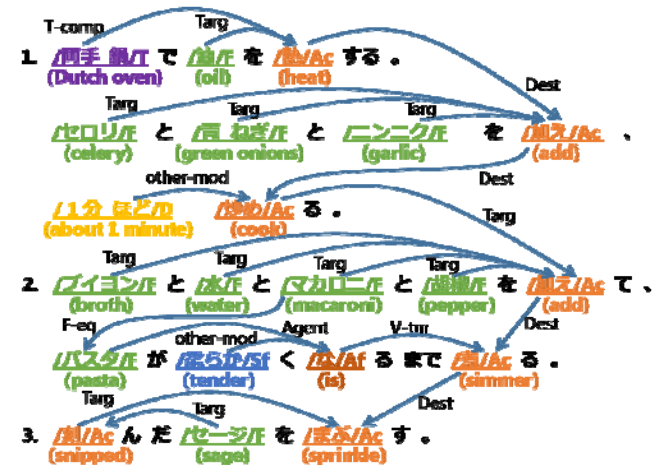 T-comp Targ
1. /両手 鍋/T で /油/F を /熱/Ac する 。
(Dutch oven) (oil) (heat)
Dest
Targ Targ Targ
/セロリ/F と /青 ねぎ/F と /ニンニク/F を /加え/Ac 、
(celery) (green onions) (garlic) (add)
other-mod Dest
Targ
/１分 ほど/D /炒め/Ac る 。
(about 1 minute) (cook)
Targ Targ Targ Targ
2. /ブイヨン/F と /水/F と /マカロニ/F と /胡椒/F を /加え/Ac て 、
(broth) (water) (macaroni) (pepper) (add)
F-eq other-mod Agent V-tm Dest
/パスタ/F が /柔らか/Sf く /な/Af る まで /煮/Ac る 。
(pasta) (tender) (is) (simmer)
Targ Targ Dest
3. /刻/Ac ん だ /セージ/F を /まぶ/Ac す 。
(snipped) (sage) (sprinkle)